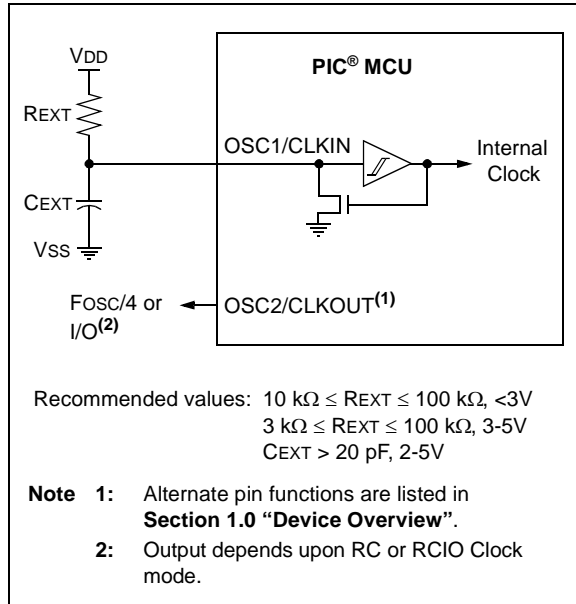 VDD
PIC® MCU
REXT
OSC1/CLKIN
Internal
Clock
CEXT
VSS
FOSC/4 or
I/O(2)
OSC2/CLKOUT(1)
Recommended values: 10 kΩ ≤ REXT ≤ 100 kΩ, <3V
3 kΩ ≤ REXT ≤ 100 kΩ, 3-5V
CEXT > 20 pF, 2-5V
Note 1: Alternate pin functions are listed in
Section 1.0 “Device Overview”.
2: Output depends upon RC or RCIO Clock
mode.